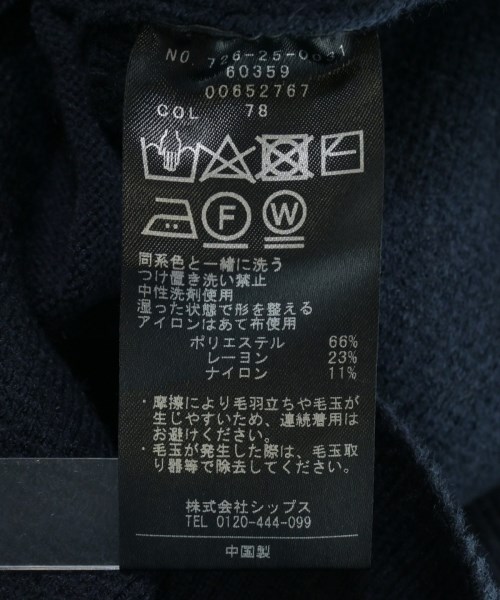 NO. 726-25-0641
60359
00652767
COL 78
F W
同系色と一緒に洗う
つけ置き洗い禁止
中性洗剤使用
湿った状態で形を整える
アイロンはあて布使用
ポリエステル 66%
レーヨン 23%
ナイロン 11%
・摩擦により毛羽立ちや毛玉が
生じやすいため、連続着用は
お避けください。
・毛玉が発生した際は、毛玉取
り器等で除去してください。
株式会社シップス
TEL 0120-444-099
中国製